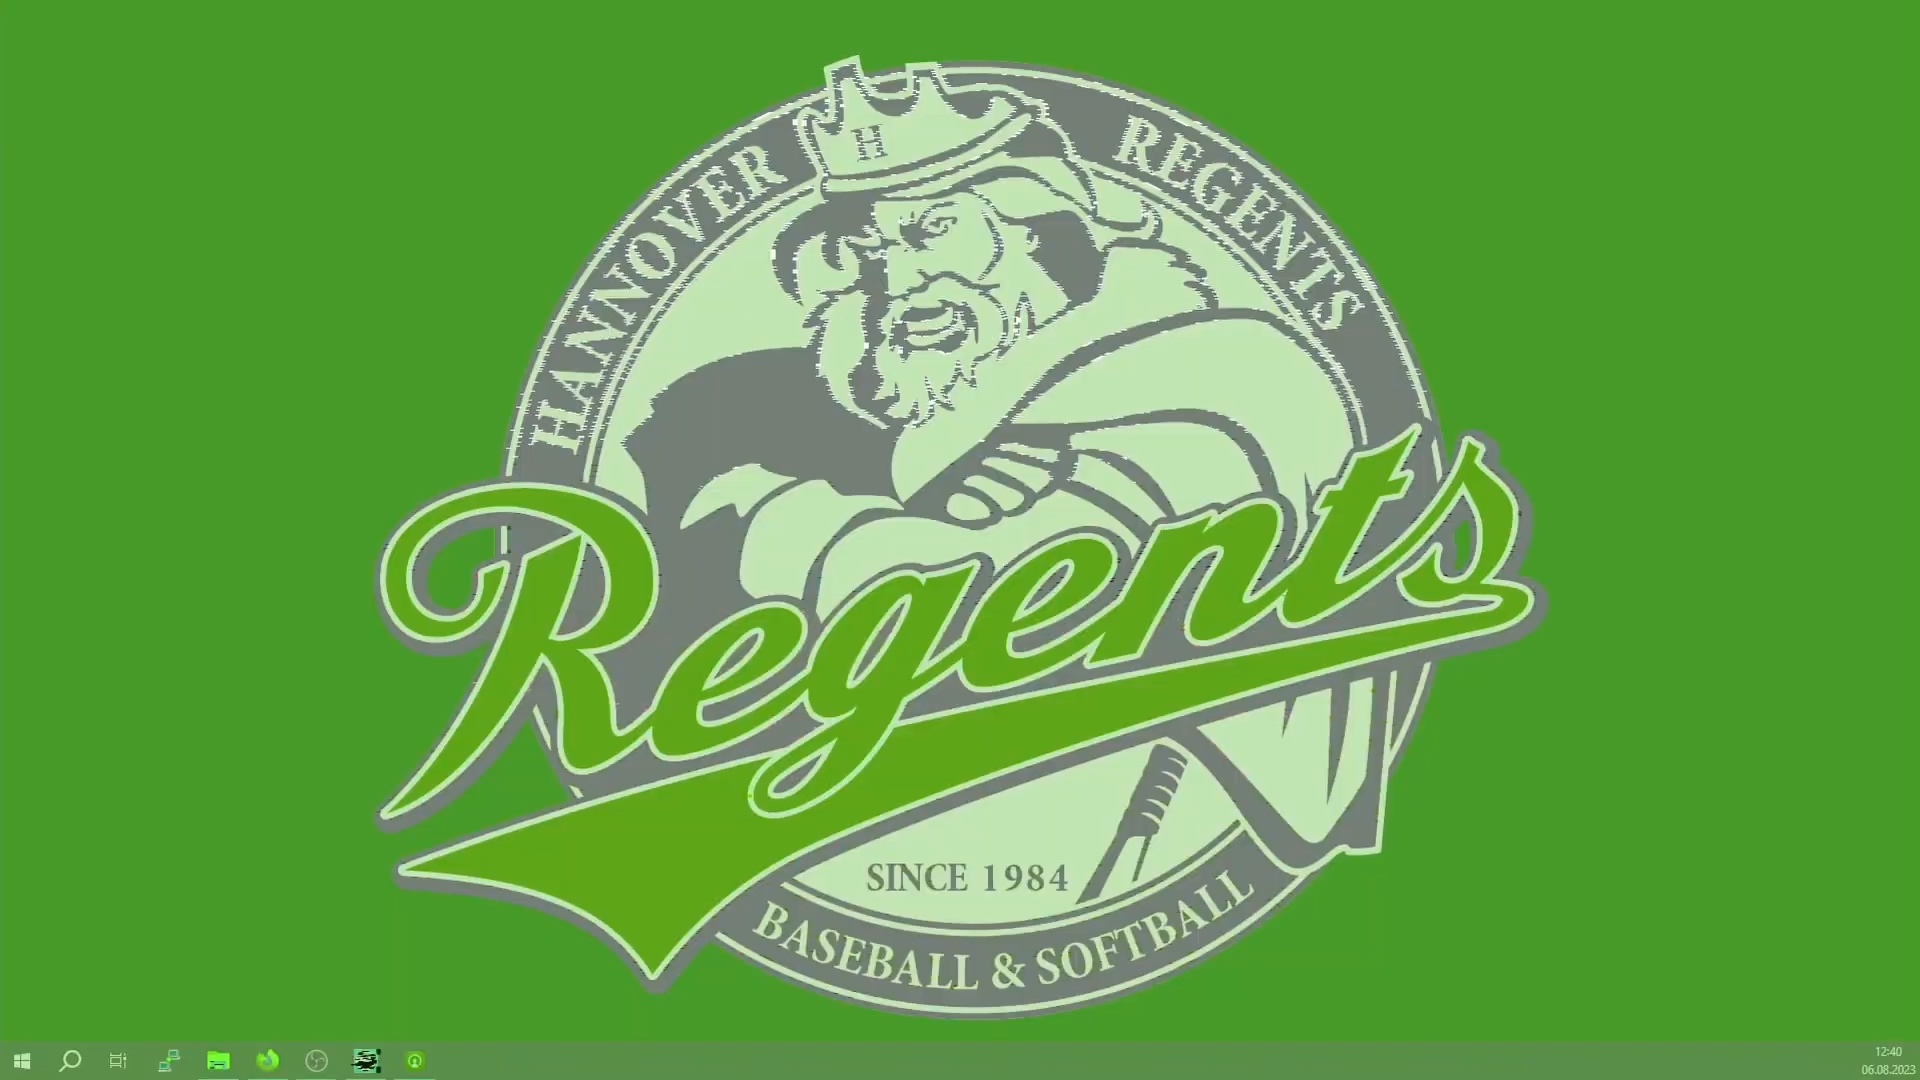 HANNOVER REGENTS
H
Regents
SINCE 1984
BASEBALL & SOFTBALL
12:40
06.08.2023